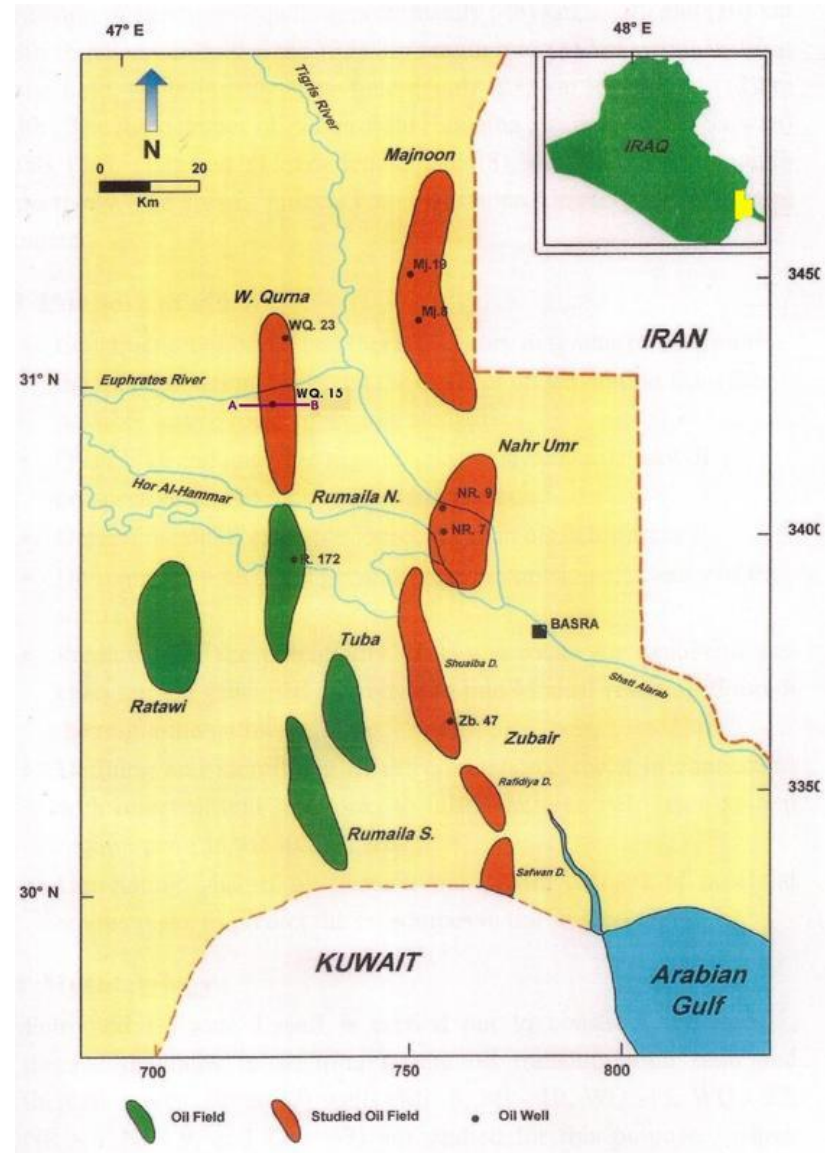 47° E
48° E
N
0 20
Km
Tigris River
Majnoon
IRAQ
Mj.19
3450
Mj.8
W. Qurna
WQ. 23
IRAN
31° N
Euphrates River
WQ. 15
A B
Nahr Umr
Hor Al-Hammar
Rumaila N.
NR. 9
NR. 7
3400
R. 172
BASRA
Tuba
Shuaiba D.
Shatt Alarab
Ratawi
Zb. 47
Zubair
Rafidiya D.
3350
Rumaila S.
Safwan D.
30° N
KUWAIT
Arabian
Gulf
700 750 800
Oil Field Studied Oil Field Oil Well